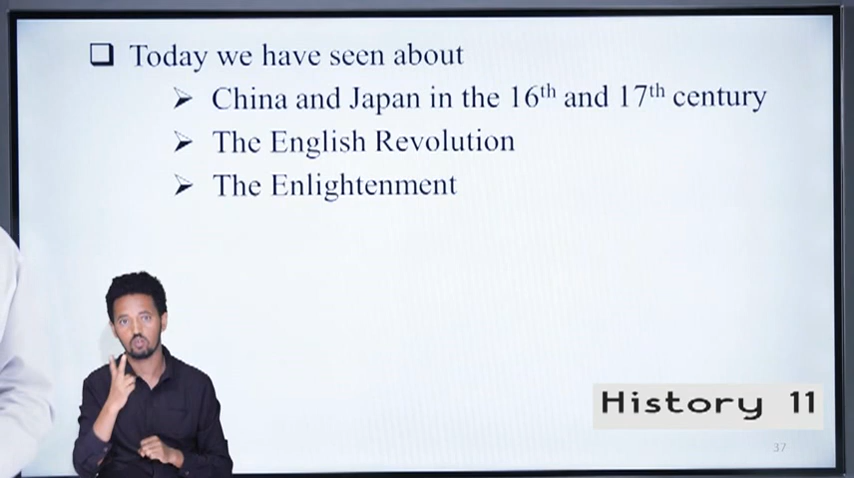 ❑ Today we have seen about
➢ China and Japan in the 16th and 17th century
➢ The English Revolution
➢ The Enlightenment
History 11
37